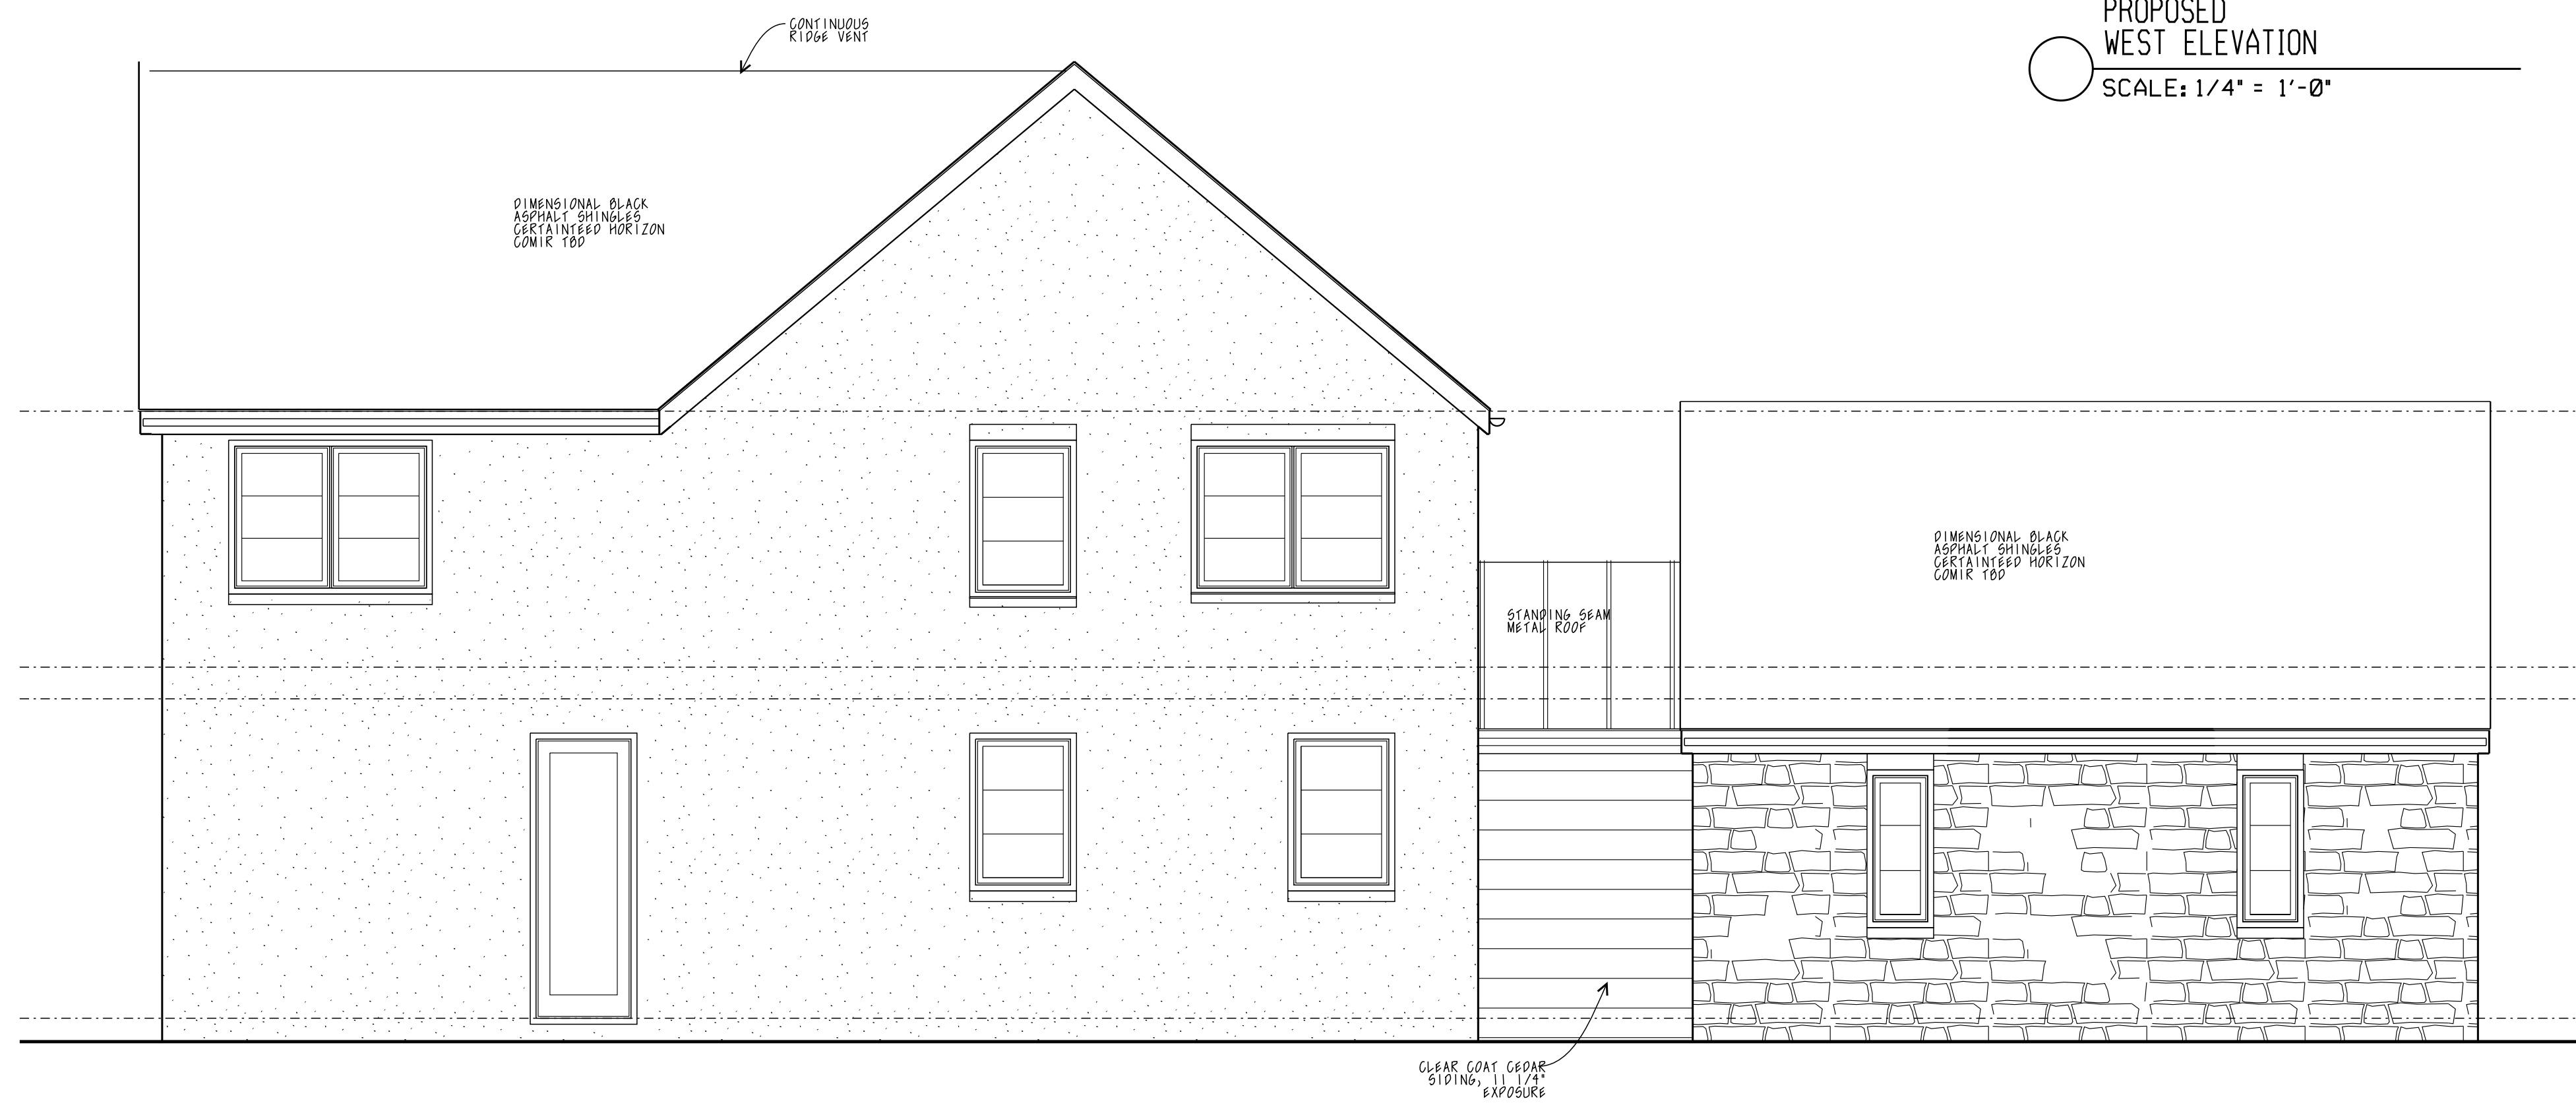 CONTINUOUS
RIDGE VENT
PROPOSED
WEST ELEVATION
SCALE: 1/4" = 1'-0"
DIMENSIONAL BLACK
ASPHALT SHINGLES
CERTAINTEED HORIZON
COMIR TBD
DIMENSIONAL BLACK
ASPHALT SHINGLES
CERTAINTEED HORIZON
COMIR TBD
STANDING SEAM
METAL ROOF
CLEAR COAT CEDAR
SIDING, 11 1/4"
EXPOSURE